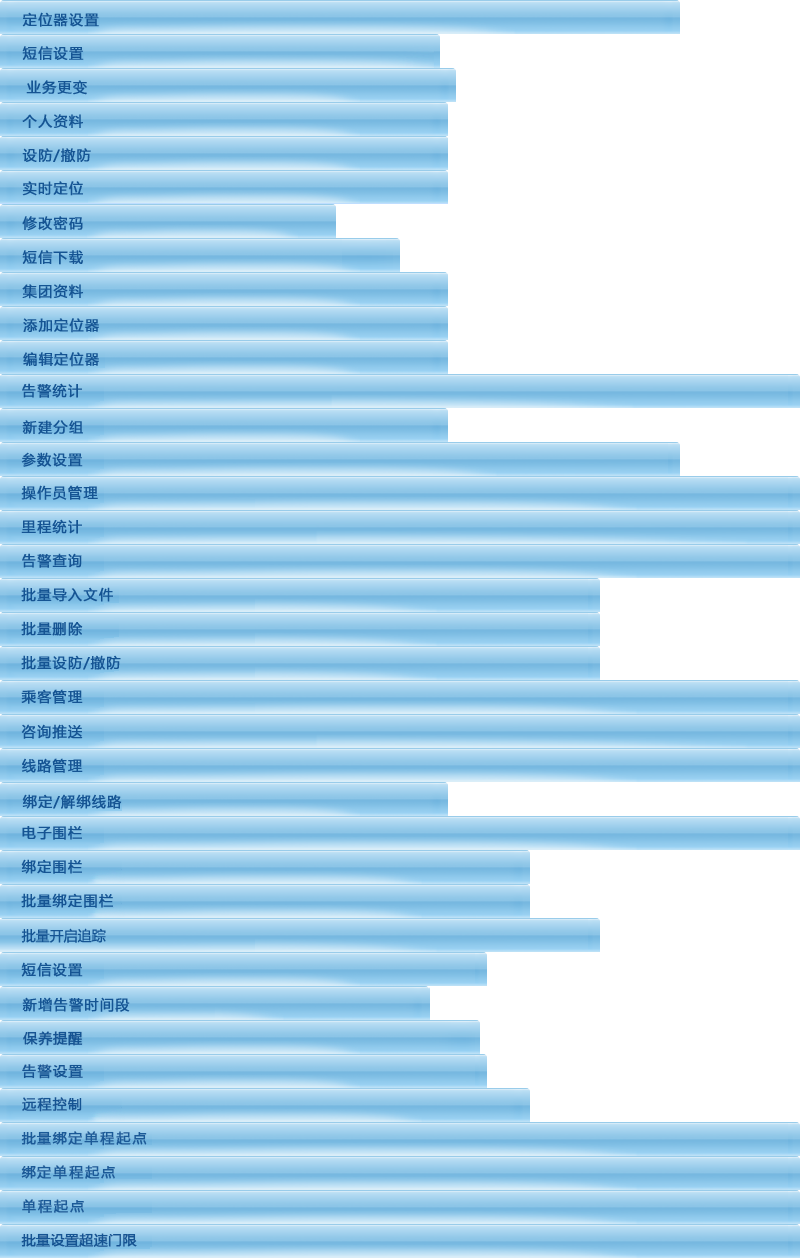 定位器设置
短信设置
业务更变
个人资料
设防/撤防
实时定位
修改密码
短信下载
集团资料
添加定位器
编辑定位器
告警统计
新建分组
参数设置
操作员管理
里程统计
告警查询
批量导入文件
批量删除
批量设防/撤防
乘客管理
咨询推送
线路管理
绑定/解绑线路
电子围栏
绑定围栏
批量绑定围栏
批量开启追踪
短信设置
新增告警时间段
保养提醒
告警设置
远程控制
批量绑定单程起点
绑定单程起点
单程起点
批量设置超速门限